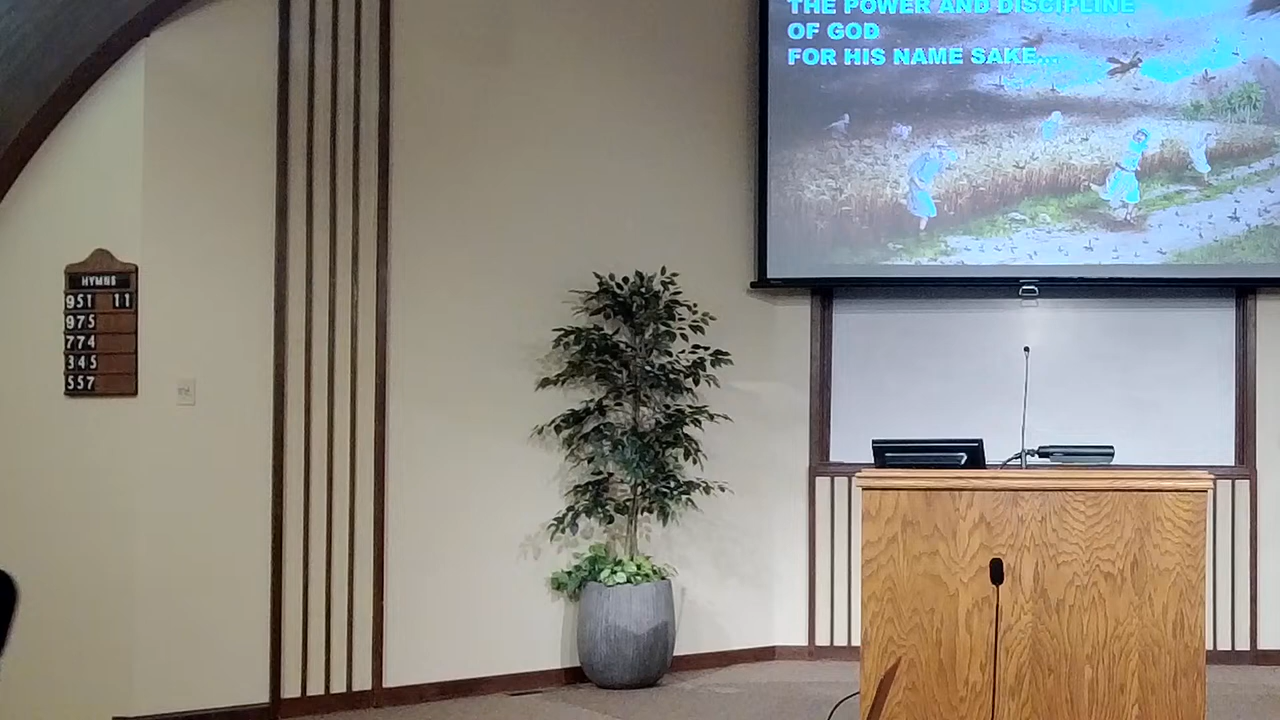 THE POWER AND DISCIPLINE
OF GOD
FOR HIS NAME SAKE...
HYMNS
951 11
975
774
345
557